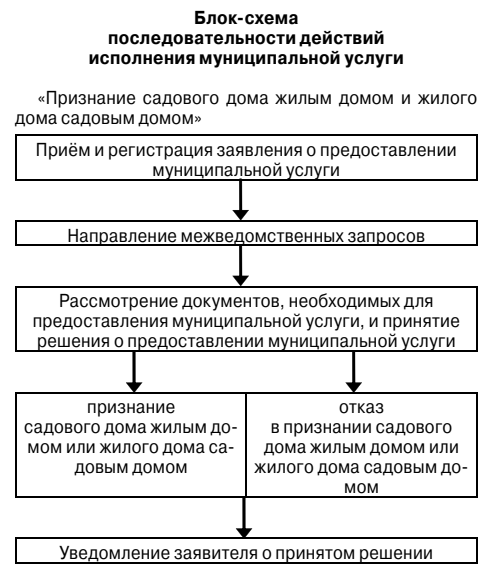 Блок-схема
последовательности действий
исполнения муниципальной услуги
«Признание садового дома жилым домом и жилого
дома садовым домом»
Приём и регистрация заявления о предоставлении
муниципальной услуги
Направление межведомственных запросов
Рассмотрение документов, необходимых для
предоставления муниципальной услуги, и принятие
решения о предоставлении муниципальной услуги
признание
садового дома жилым до-
мом или жилого дома са-
довым домом
отказ
в признании садового
дома жилым домом или
жилого дома садовым до-
мом
Уведомление заявителя о принятом решении